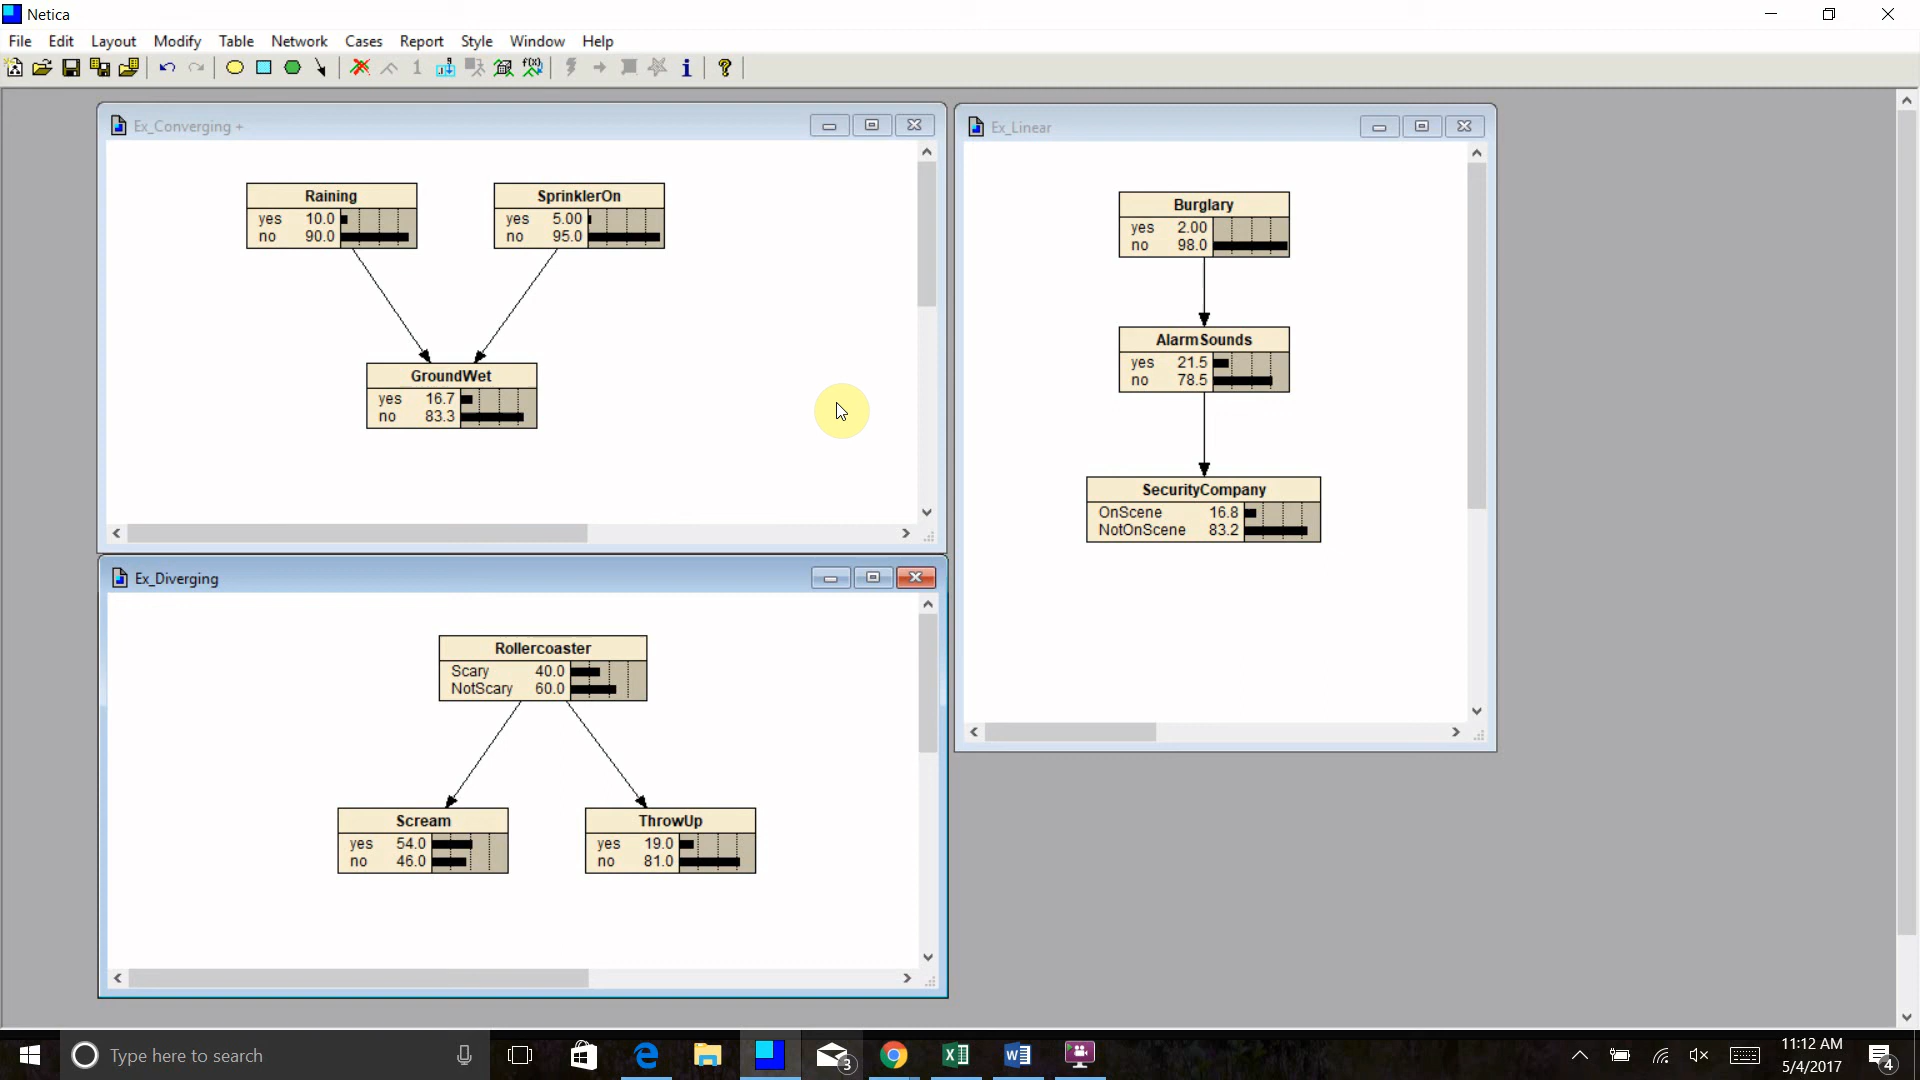 Netica
File Edit Layout Modify Table Network Cases Report Style Window Help
1 f(x) i ?
Ex_Converging +
Raining
yes 10.0
no 90.0
SprinklerOn
yes 5.00
no 95.0
GroundWet
yes 16.7
no 83.3
Ex_Linear
Burglary
yes 2.00
no 98.0
AlarmSounds
yes 21.5
no 78.5
SecurityCompany
OnScene 16.8
NotOnScene 83.2
Ex_Diverging
Rollercoaster
Scary 40.0
NotScary 60.0
Scream
yes 54.0
no 46.0
ThrowUp
yes 19.0
no 81.0
Type here to search
3
11:12 AM
5/4/2017
4